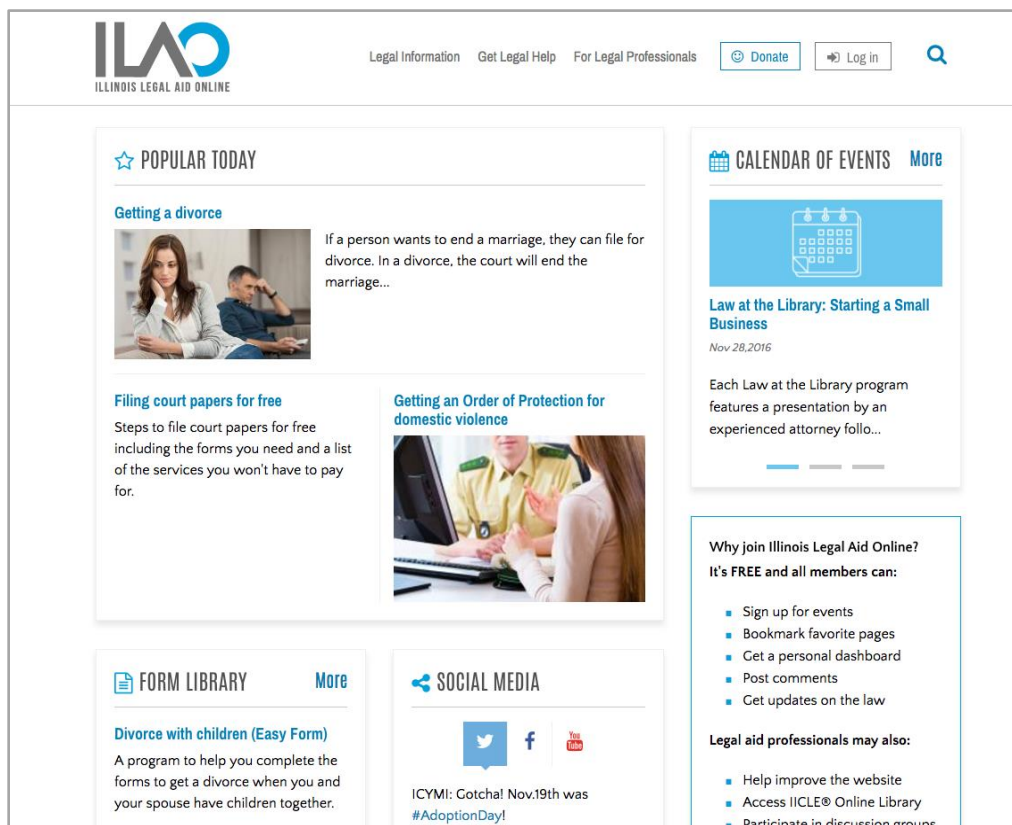 ILAO
ILLINOIS LEGAL AID ONLINE
Legal Information Get Legal Help For Legal Professionals Donate Log in
POPULAR TODAY
Getting a divorce
If a person wants to end a marriage, they can file for
divorce. In a divorce, the court will end the
marriage...
Filing court papers for free
Steps to file court papers for free
including the forms you need and a list
of the services you won't have to pay
for.
Getting an Order of Protection for
domestic violence
CALENDAR OF EVENTS More
Law at the Library: Starting a Small
Business
Nov 28,2016
Each Law at the Library program
features a presentation by an
experienced attorney follo...
Why join Illinois Legal Aid Online?
It's FREE and all members can:
Sign up for events
Bookmark favorite pages
Get a personal dashboard
Post comments
Get updates on the law
Legal aid professionals may also:
Help improve the website
Access IICLE® Online Library
Participate in discussion groups
FORM LIBRARY More
Divorce with children (Easy Form)
A program to help you complete the
forms to get a divorce when you and
your spouse have children together.
SOCIAL MEDIA
You Tube
ICYMI: Gotcha! Nov.19th was
#AdoptionDay!